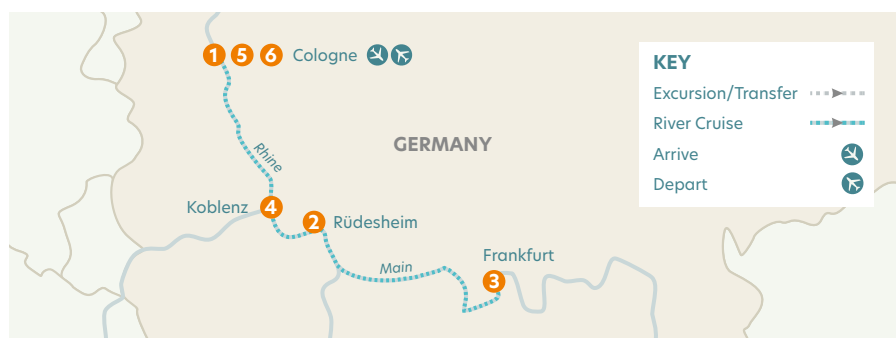 1 5 6 Cologne
KEY
Excursion/Transfer
River Cruise
Arrive
Depart
GERMANY
Rhine
Koblenz 4
2 Rüdesheim
Main
Frankfurt
3